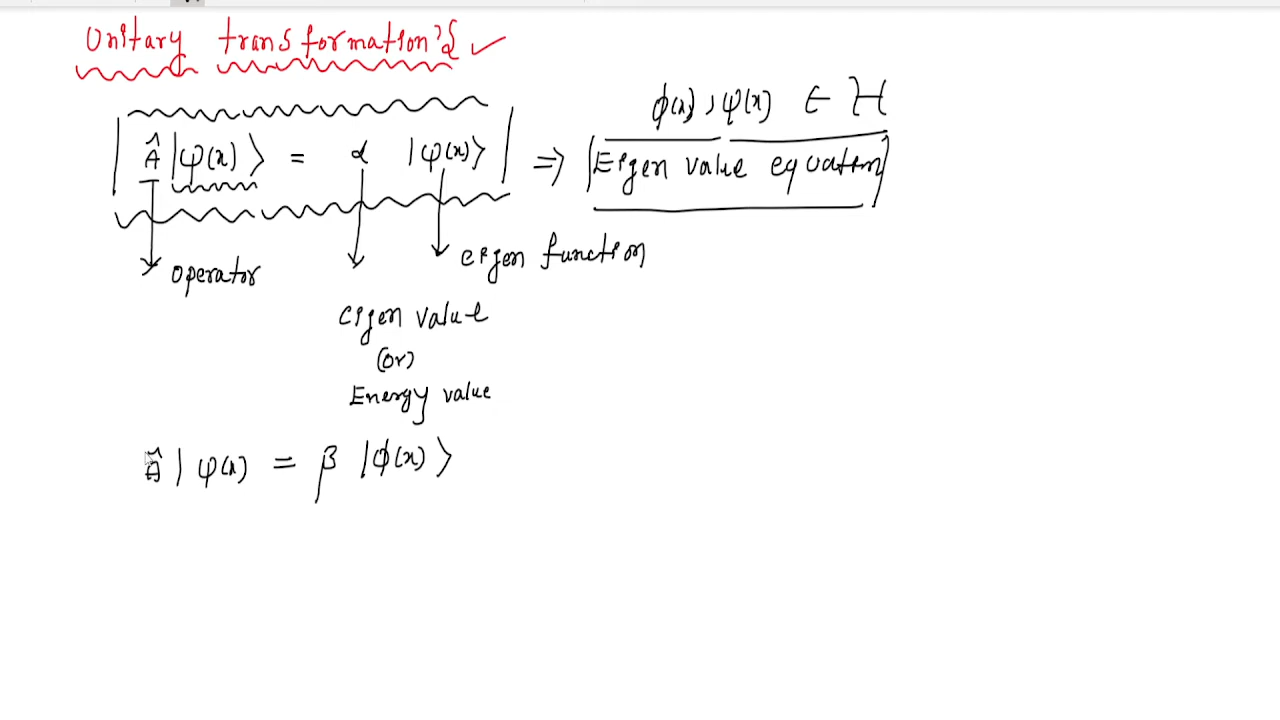 Unitary transformation's ✓
ϕ(x), ψ(x) ∈ H
Â |ψ(x)⟩ = α |ψ(x)⟩ ⇒ Eigen value equation
operator
eigen function
eigen value
(or)
Energy value
Â | ψ(x) = β |ϕ(x)⟩